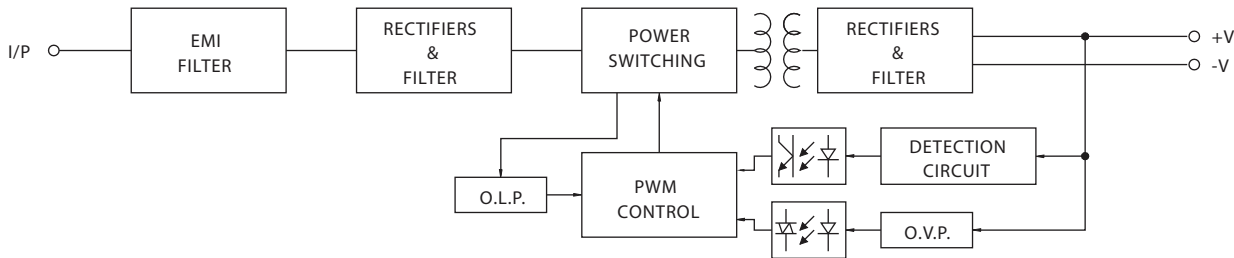 I/P
EMI
FILTER
RECTIFIERS
&
FILTER
POWER
SWITCHING
RECTIFIERS
&
FILTER
+V
-V
O.L.P.
PWM
CONTROL
DETECTION
CIRCUIT
O.V.P.